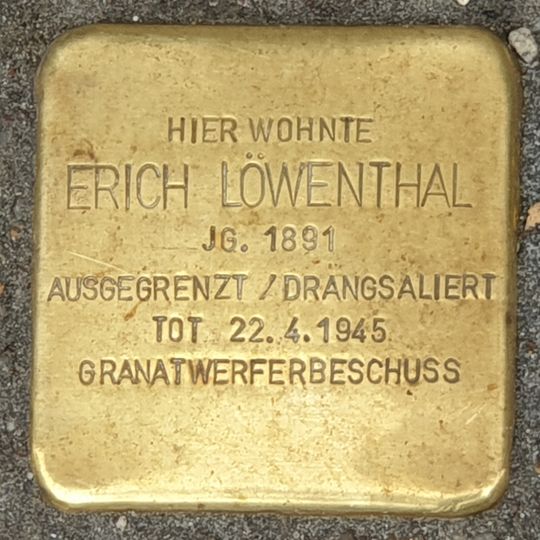 HIER WOHNTE
ERICH LÖWENTHAL
JG. 1891
AUSGEGRENZT / DRANGSALIERT
TOT 22.4.1945
GRANATWERFERBESCHUSS